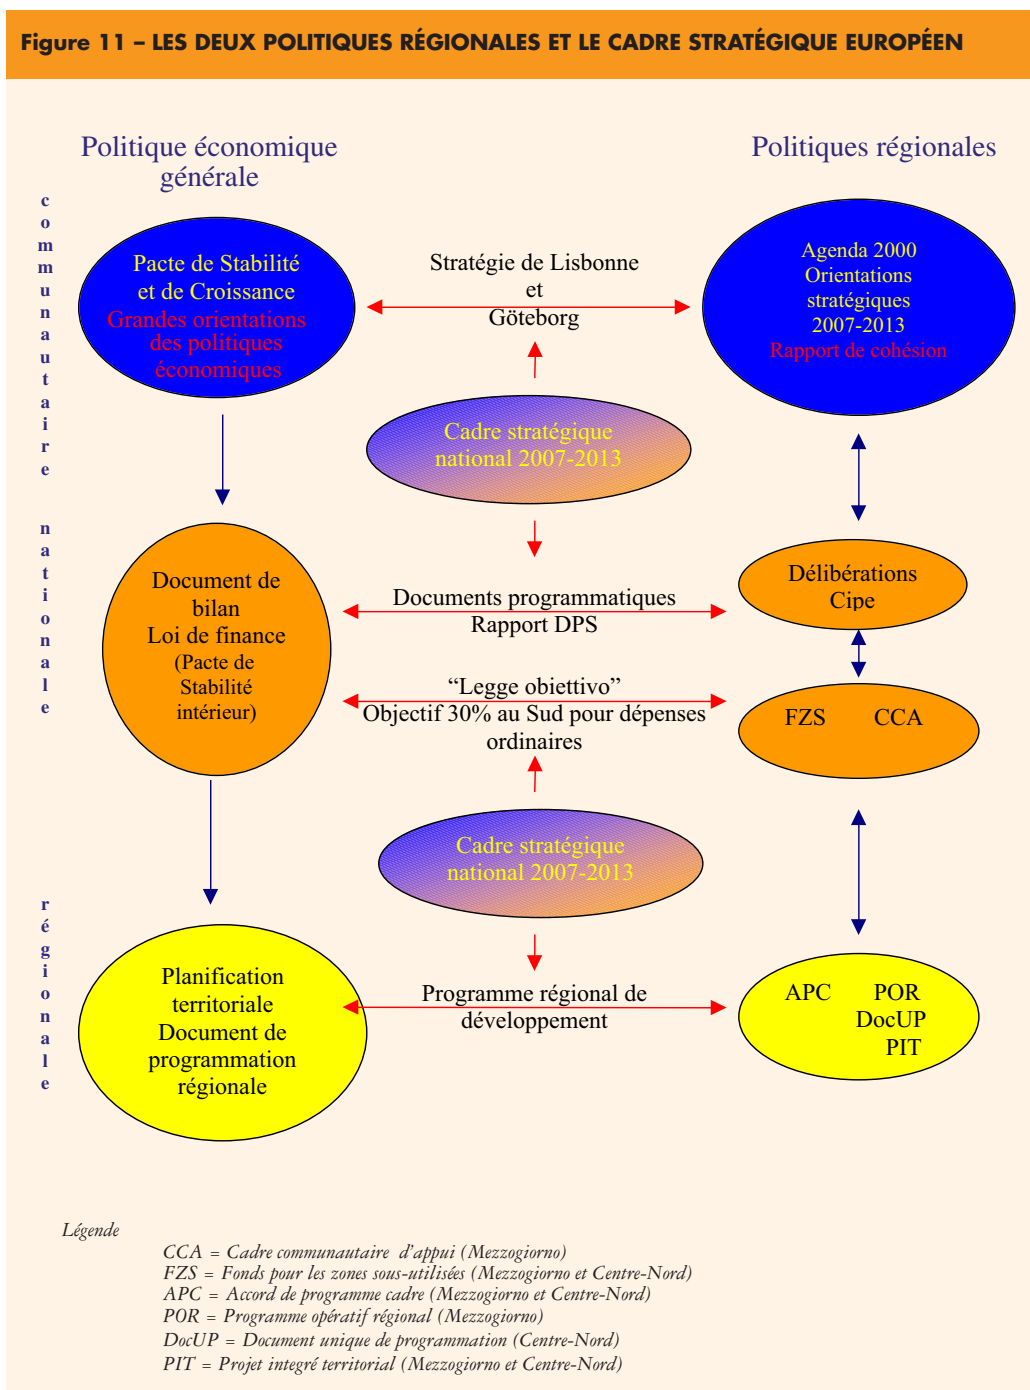 Figure 11 – LES DEUX POLITIQUES RÉGIONALES ET LE CADRE STRATÉGIQUE EUROPÉEN
Politique économique
générale
Politiques régionales
communautaire
Pacte de Stabilité
et de Croissance
Grandes orientations
des politiques
économiques
Stratégie de Lisbonne
et
Göteborg
Agenda 2000
Orientations
stratégiques
2007-2013
Rapport de cohésion
Cadre stratégique
national 2007-2013
nationale
Document de
bilan
Loi de finance
(Pacte de
Stabilité
intérieur)
Documents programmatiques
Rapport DPS
Délibérations
Cipe
“Legge obiettivo”
Objectif 30% au Sud pour dépenses
ordinaires
FZS CCA
Cadre stratégique
national 2007-2013
régionale
Planification
territoriale
Document de
programmation
régionale
Programme régional de
développement
APC POR
DocUP
PIT
Légende
CCA = Cadre communautaire d'appui (Mezzogiorno)
FZS = Fonds pour les zones sous-utilisées (Mezzogiorno et Centre-Nord)
APC = Accord de programme cadre (Mezzogiorno et Centre-Nord)
POR = Programme opératif régional (Mezzogiorno)
DocUP = Document unique de programmation (Centre-Nord)
PIT = Projet integré territorial (Mezzogiorno et Centre-Nord)